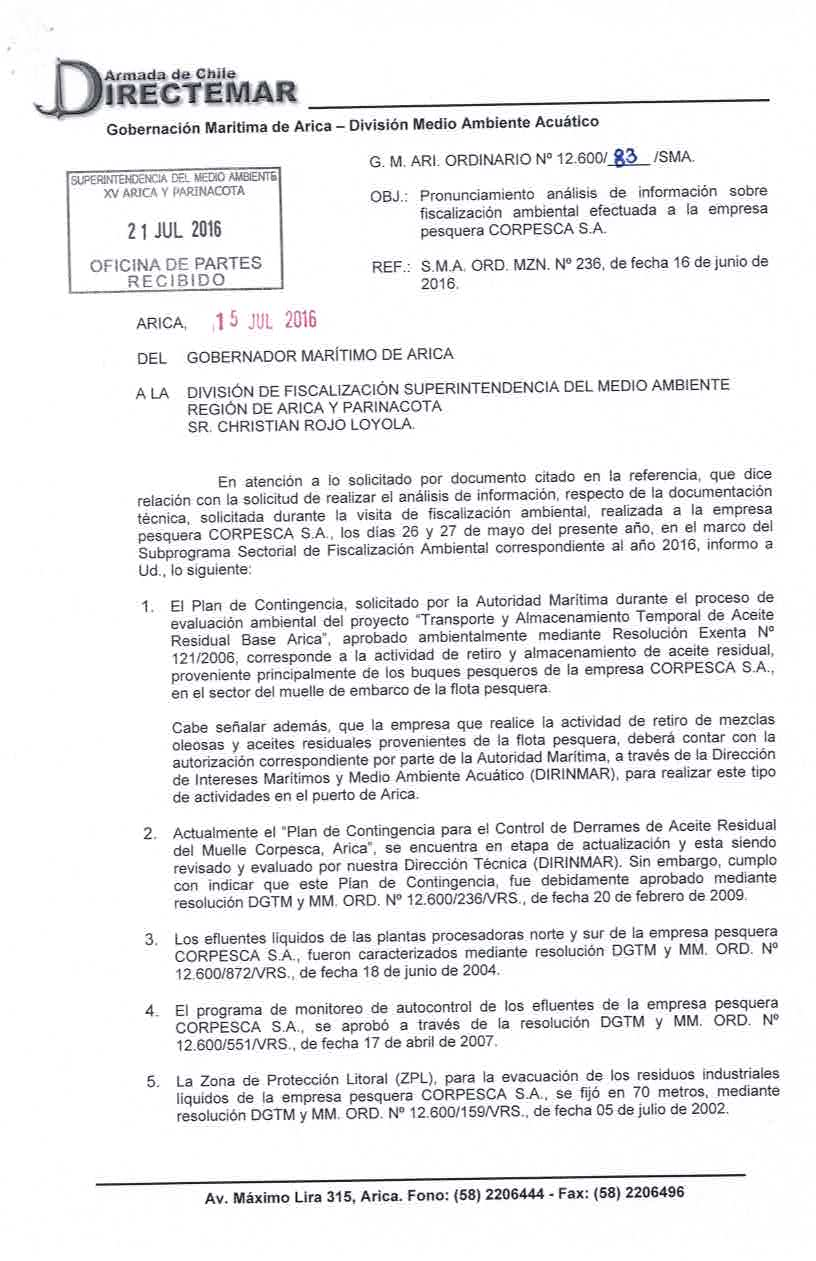 Armada de Chile
DIRECTEMAR
Gobernación Maritima de Arica – División Medio Ambiente Acuático
SUPERINTENDENCIA DEL MEDIO AMBIENTE
XV ARICA Y PARINACOTA
21 JUL 2016
OFICINA DE PARTES
RECIBIDO
G. M. ARI. ORDINARIO Nº 12.600/ 83 /SMA.
OBJ.: Pronunciamiento análisis de información sobre
fiscalización ambiental efectuada a la empresa
pesquera CORPESCA S.A.
REF.: S.M.A. ORD. MZN. Nº 236, de fecha 16 de junio de
2016.
ARICA, 15 JUL 2016
DEL GOBERNADOR MARÍTIMO DE ARICA
A LA DIVISIÓN DE FISCALIZACIÓN SUPERINTENDENCIA DEL MEDIO AMBIENTE
REGIÓN DE ARICA Y PARINACOTA
SR. CHRISTIAN ROJO LOYOLA.
En atención a lo solicitado por documento citado en la referencia, que dice
relación con la solicitud de realizar el análisis de información, respecto de la documentación
técnica, solicitada durante la visita de fiscalización ambiental, realizada a la empresa
pesquera CORPESCA S.A., los días 26 y 27 de mayo del presente año, en el marco del
Subprograma Sectorial de Fiscalización Ambiental correspondiente al año 2016, informo a
Ud., lo siguiente:
1. El Plan de Contingencia, solicitado por la Autoridad Marítima durante el proceso de
evaluación ambiental del proyecto "Transporte y Almacenamiento Temporal de Aceite
Residual Base Arica", aprobado ambientalmente mediante Resolución Exenta Nº
121/2006, corresponde a la actividad de retiro y almacenamiento de aceite residual,
proveniente principalmente de los buques pesqueros de la empresa CORPESCA S.A.,
en el sector del muelle de embarco de la flota pesquera.
Cabe señalar además, que la empresa que realice la actividad de retiro de mezclas
oleosas y aceites residuales provenientes de la flota pesquera, deberá contar con la
autorización correspondiente por parte de la Autoridad Marítima, a través de la Dirección
de Intereses Marítimos y Medio Ambiente Acuático (DIRINMAR), para realizar este tipo
de actividades en el puerto de Arica.
2. Actualmente el "Plan de Contingencia para el Control de Derrames de Aceite Residual
del Muelle Corpesca, Arica", se encuentra en etapa de actualización y esta siendo
revisado y evaluado por nuestra Dirección Técnica (DIRINMAR). Sin embargo, cumplo
con indicar que este Plan de Contingencia, fue debidamente aprobado mediante
resolución DGTM y MM. ORD. Nº 12.600/236/VRS., de fecha 20 de febrero de 2009.
3. Los efluentes líquidos de las plantas procesadoras norte y sur de la empresa pesquera
CORPESCA S.A., fueron caracterizados mediante resolución DGTM y MM. ORD. Nº
12.600/872/VRS., de fecha 18 de junio de 2004.
4. El programa de monitoreo de autocontrol de los efluentes de la empresa pesquera
CORPESCA S.A., se aprobó a través de la resolución DGTM y MM. ORD. Nº
12.600/551/VRS., de fecha 17 de abril de 2007.
5. La Zona de Protección Litoral (ZPL), para la evacuación de los residuos industriales
líquidos de la empresa pesquera CORPESCA S.A., se fijó en 70 metros, mediante
resolución DGTM y MM. ORD. Nº 12.600/159/VRS., de fecha 05 de julio de 2002.
Av. Máximo Lira 315, Arica. Fono: (58) 2206444 - Fax: (58) 2206496